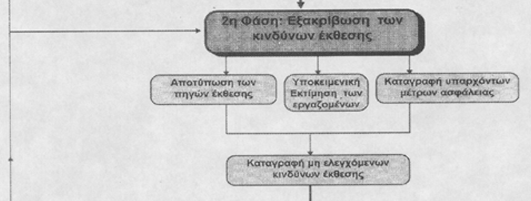 2η Φάση: Εξακρίβωση των
κινδύνων έκθεσης
Αποτύπωση των
πηγών έκθεσης
Υποκειμενική
Εκτίμηση των
εργαζομένων
Καταγραφή υπαρχόντων
μέτρων ασφάλειας
Καταγραφή μη ελεγχόμενων
κινδύνων έκθεσης